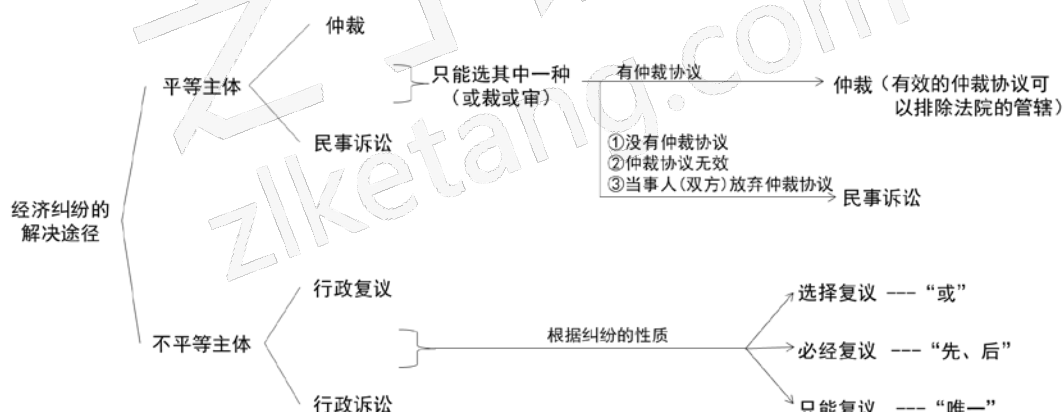 仲裁
平等主体
只能选其中一种
（或裁或审）
有仲裁协议
仲裁（有效的仲裁协议可
以排除法院的管辖）
民事诉讼
①没有仲裁协议
②仲裁协议无效
③当事人(双方)放弃仲裁协议
民事诉讼
经济纠纷的
解决途径
行政复议
不平等主体
根据纠纷的性质
选择复议 --- “或”
必经复议 --- “先、后”
行政诉讼
只能复议 --- “唯一”
zlketang.com